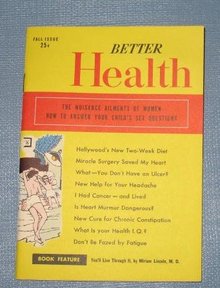 FALL ISSUE
25¢
BETTER
Health
THE NUISANCE AILMENTS OF WOMEN
HOW TO ANSWER YOUR CHILD'S SEX QUESTIONS
Hollywood's New Two-Week Diet
Miracle Surgery Saved My Heart
What—You Don't Have an Ulcer?
New Help for Your Headache
I Had Cancer — and Lived
Is Heart Murmur Dangerous?
New Cure for Chronic Constipation
What is Your Health I.Q.?
Don't Be Fazed by Fatigue
BOOK FEATURE
You'll Live Through It, by Miriam Lincoln, M. D.